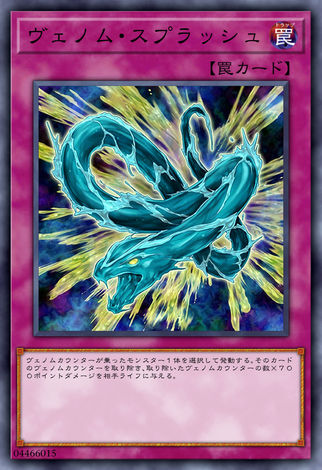 ヴェノム・スプラッシュ
トラップ
罠
【罠カード】
ヴェノムカウンターが乗ったモンスター1体を選択して発動する。そのカード
のヴェノムカウンターを取り除き、取り除いたヴェノムカウンターの数×70
0ポイントダメージを相手ライフに与える。
04466015